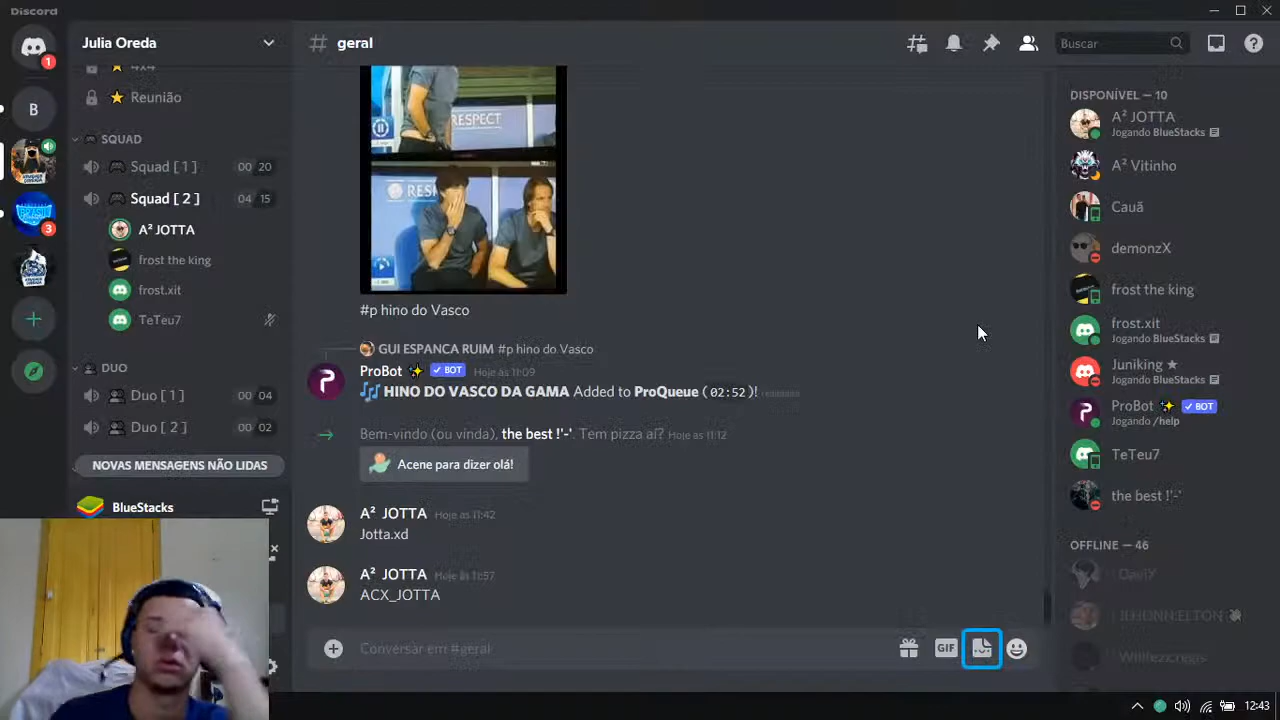 Discord
Julia Oreda
# geral
Buscar
4x4
Reunião
SQUAD
Squad [ 1 ]
00 20
Squad [ 2 ]
04 15
A² JOTTA
frost the king
frost.xit
TeTeu7
DUO
Duo [ 1 ]
00 04
Duo [ 2 ]
00 02
NOVAS MENSAGENS NÃO LIDAS
BlueStacks
1
B
3
RESPECT
#p hino do Vasco
GUI ESPANCA RUIM #p hino do Vasco
ProBot BOT Hoje às 11:09
HINO DO VASCO DA GAMA Added to ProQueue (02:52)!
Bem-vindo (ou vinda), the best !'-'. Tem pizza aí? Hoje às 11:12
Acene para dizer olá!
A² JOTTA Hoje às 11:42
Jotta.xd
A² JOTTA Hoje às 11:57
ACX_JOTTA
Conversar em #geral
GIF
DISPONÍVEL — 10
A² JOTTA
Jogando BlueStacks
A² Vitinho
Cauã
demonzX
frost the king
frost.xit
Jogando BlueStacks
Juniking ★
Jogando BlueStacks
ProBot BOT
Jogando /help
TeTeu7
the best !'-'
OFFLINE — 46
12:43